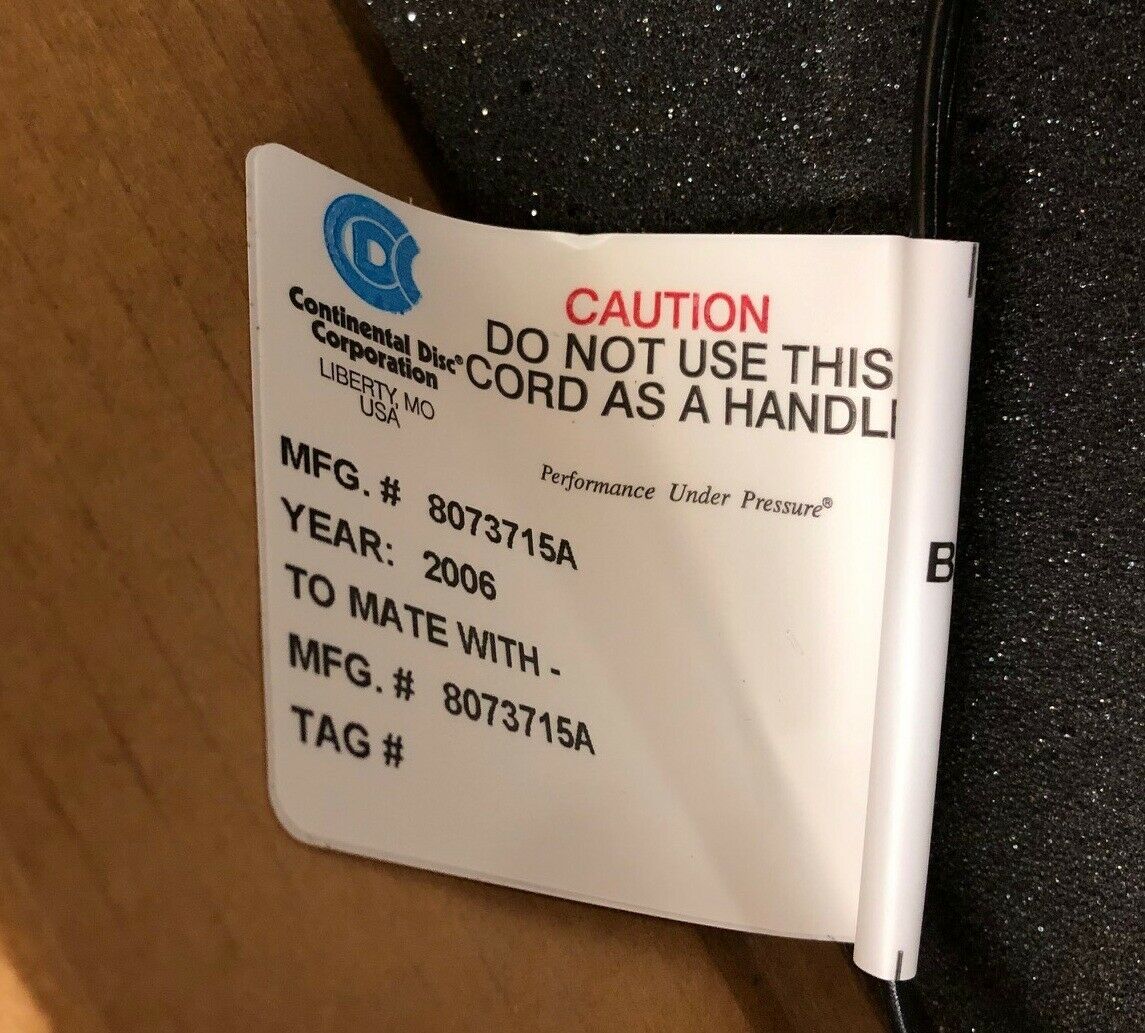 CD
Continental Disc®
Corporation
LIBERTY, MO
USA
CAUTION
DO NOT USE THIS
CORD AS A HANDL
Performance Under Pressure®
MFG. # 8073715A
YEAR: 2006
TO MATE WITH -
MFG. # 8073715A
TAG #
B